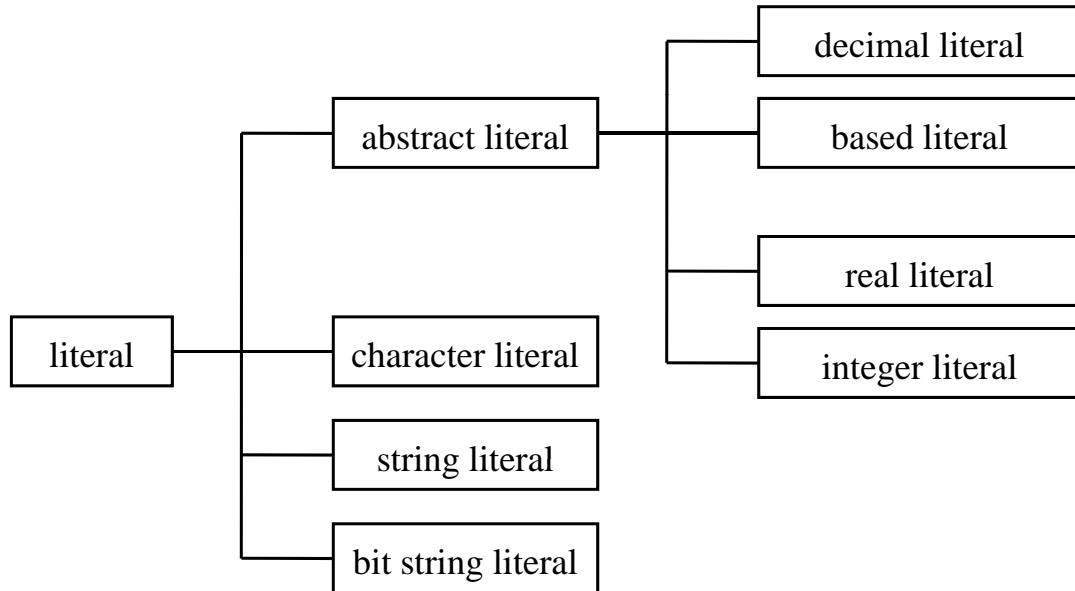 decimal literal
abstract literal
based literal
real literal
literal
character literal
integer literal
string literal
bit string literal